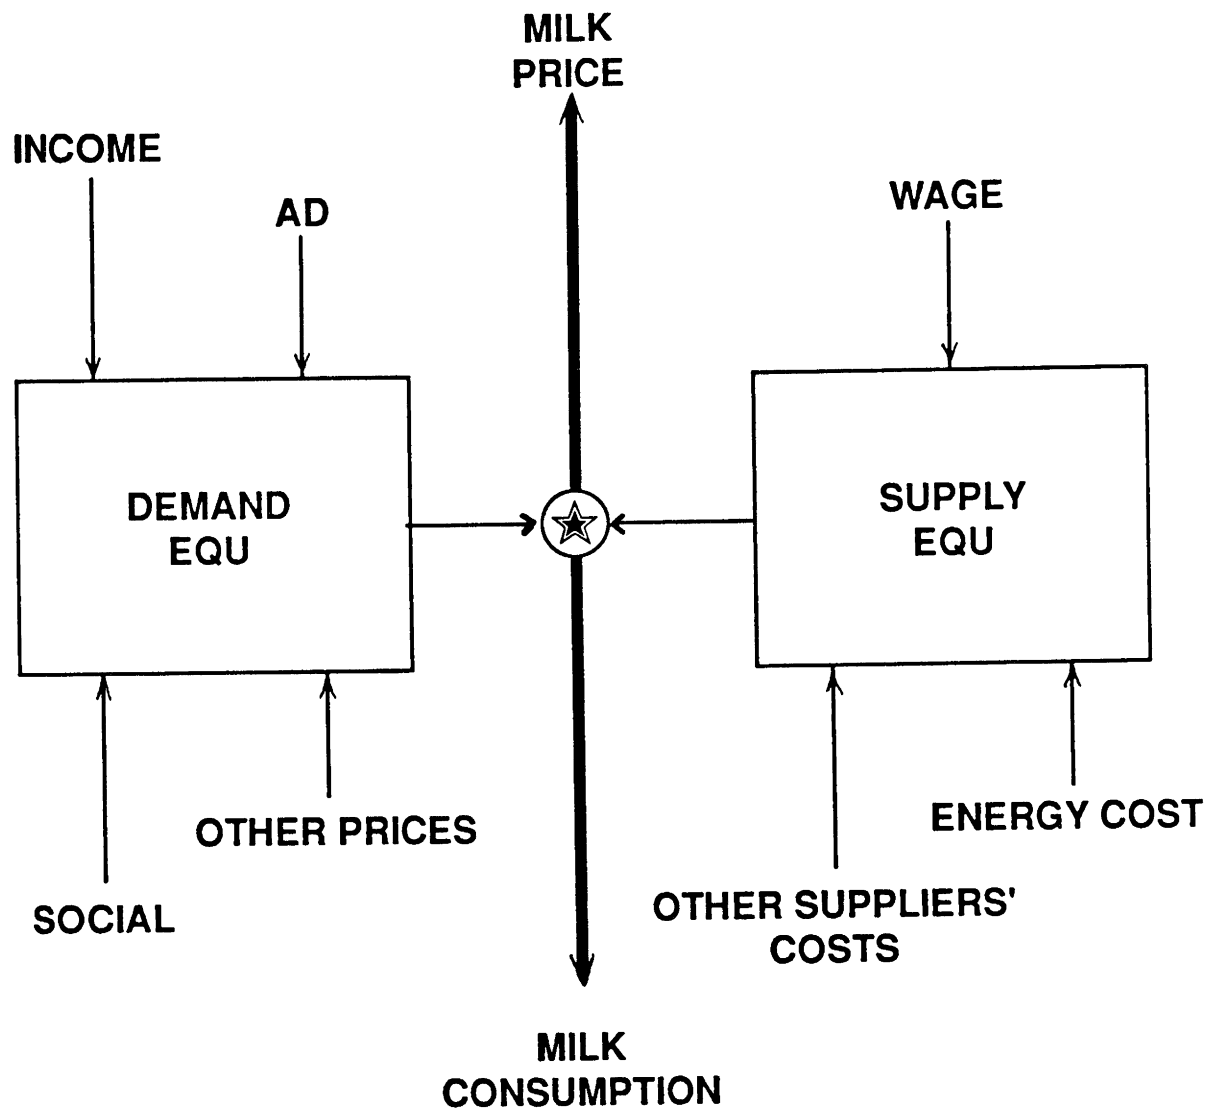 MILK
PRICE
INCOME
AD
WAGE
DEMAND
EQU
SUPPLY
EQU
OTHER PRICES
ENERGY COST
SOCIAL
OTHER SUPPLIERS'
COSTS
MILK
CONSUMPTION